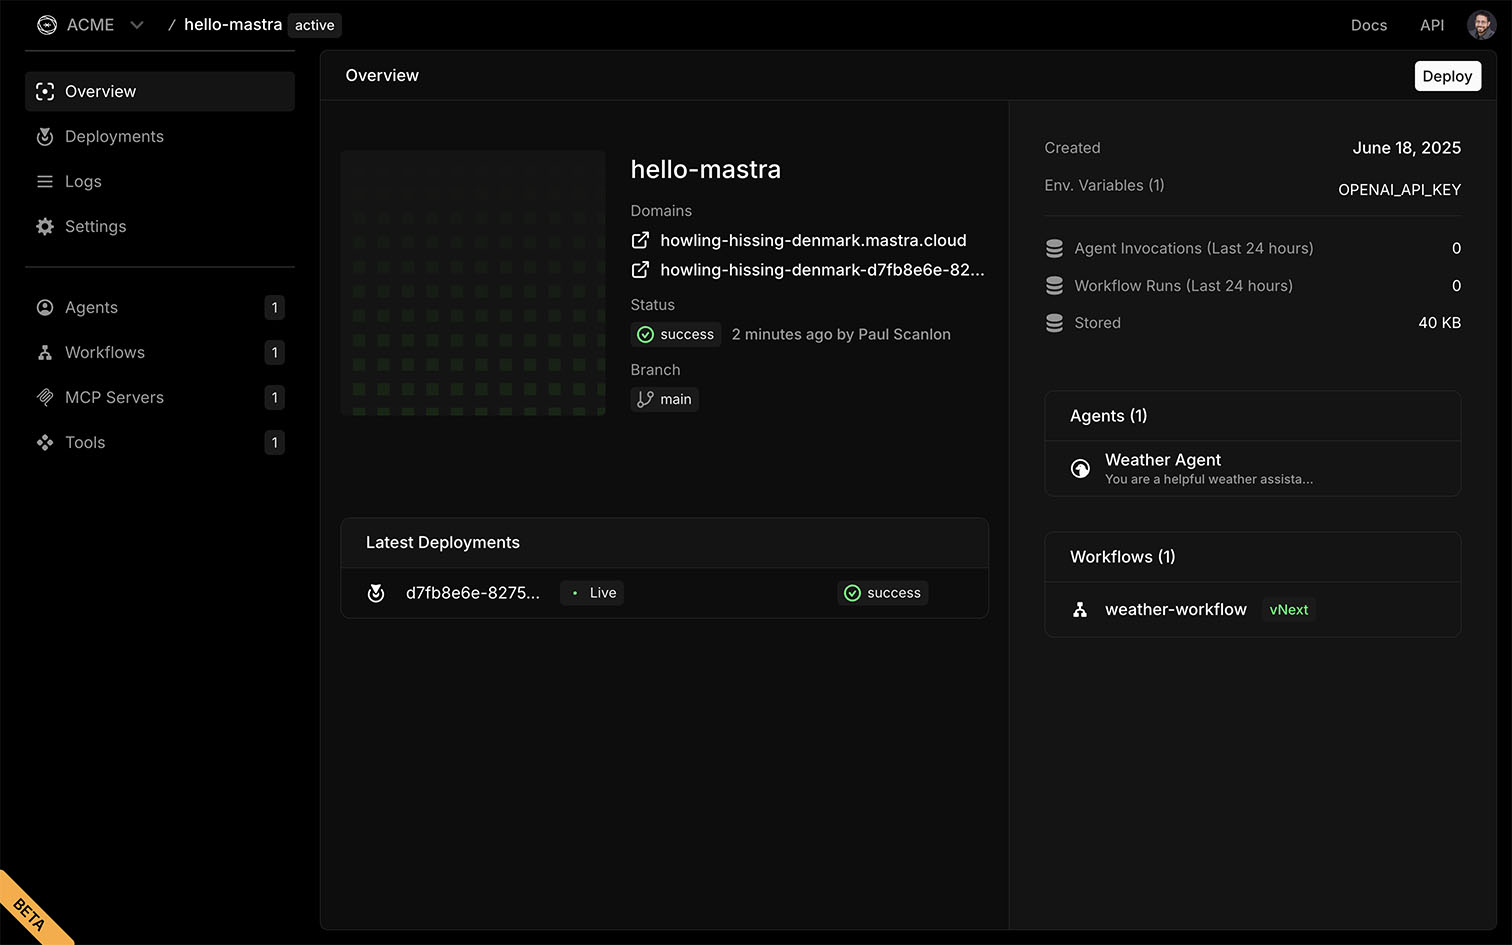 ACME / hello-mastra active
Docs API
Overview
Deployments
Logs
Settings
Agents 1
Workflows 1
MCP Servers 1
Tools 1
BETA
Overview
Deploy
hello-mastra
Domains
howling-hissing-denmark.mastra.cloud
howling-hissing-denmark-d7fb8e6e-82...
Status
success 2 minutes ago by Paul Scanlon
Branch
main
Latest Deployments
d7fb8e6e-8275... Live success
Created June 18, 2025
Env. Variables (1) OPENAI_API_KEY
Agent Invocations (Last 24 hours) 0
Workflow Runs (Last 24 hours) 0
Stored 40 KB
Agents (1)
Weather Agent
You are a helpful weather assista...
Workflows (1)
weather-workflow vNext